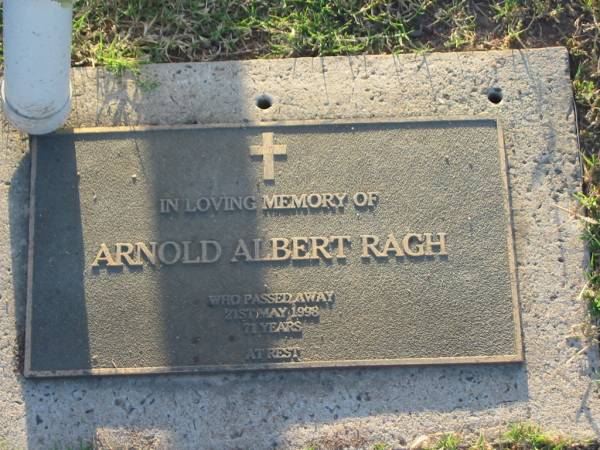 IN LOVING MEMORY OF
ARNOLD ALBERT RAGH
WHO PASSED AWAY
21ST MAY 1998
71 YEARS
AT REST